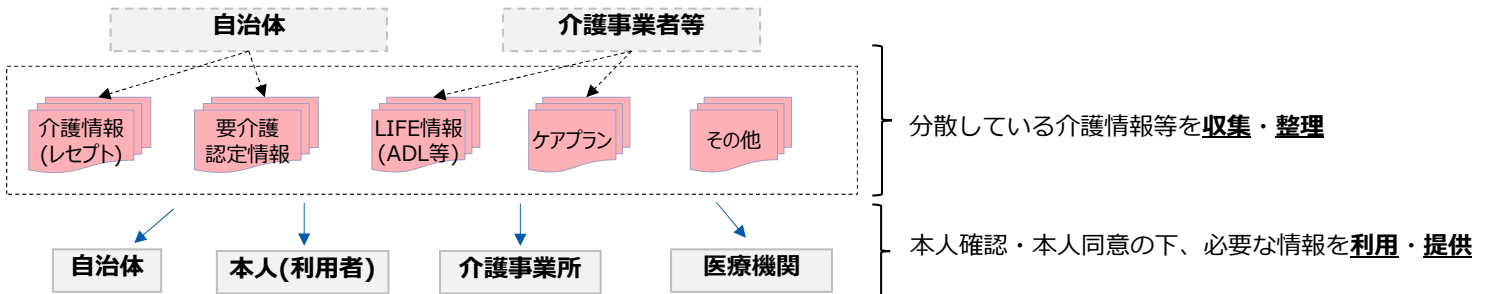 自治体
介護事業者等
介護情報
(レセプト)
要介護
認定情報
LIFE情報
(ADL等)
ケアプラン
その他
分散している介護情報等を収集・整理
自治体
本人(利用者)
介護事業所
医療機関
本人確認・本人同意の下、必要な情報を利用・提供